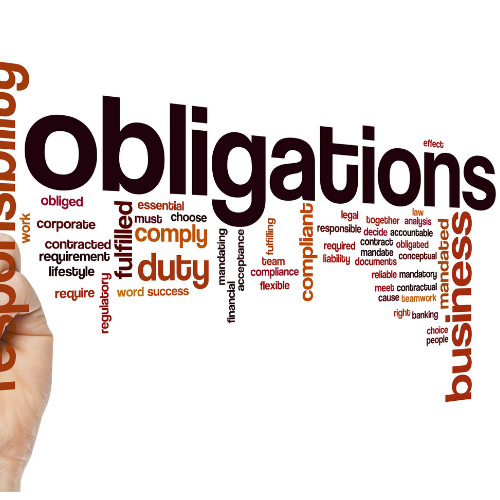 responsibility
obligations
effect
obliged
work
corporate
contracted
requirement
lifestyle
require
regulatory
fulfilled
essential
must choose
comply
duty
word success
mandating
financial
acceptance
fulfilling
team
compliance
flexible
compliant
legal
responsible
required
liability
together
law
analysis
decide accountable
contract obligated
mandate
conceptual
documents
reliable mandatory
meet contractual
cause teamwork
right banking
choice
people
mandated
business